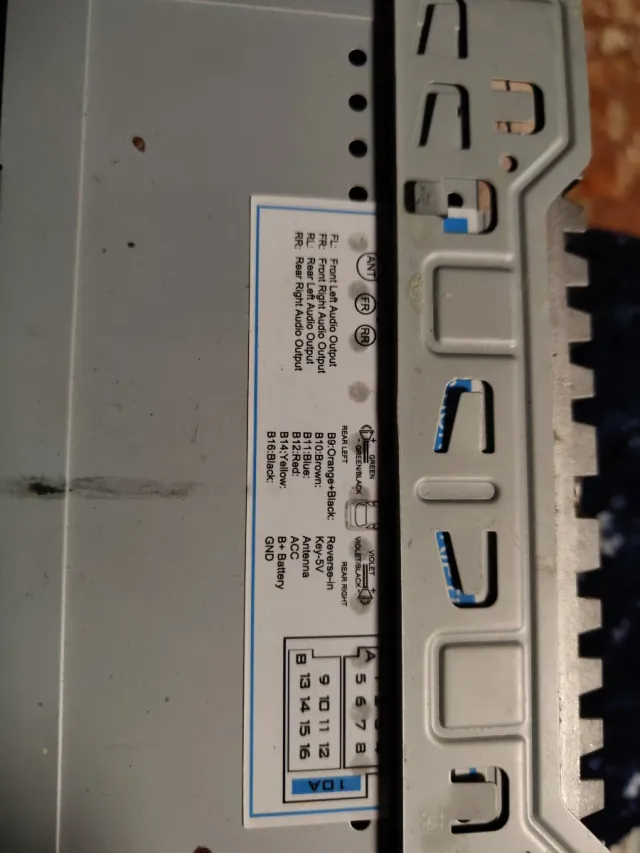 ANT FR RR
FL: Front Left Audio Output
FR: Front Right Audio Output
RL: Rear Left Audio Output
RR: Rear Right Audio Output
+ GREEN
- GREEN/BLACK
REAR LEFT
VIOLET +
VIOLET/BLACK -
REAR RIGHT
B9:Orange+Black: Reverse-in
B10:Brown: Key-5V
B11:Blue: Antenna
B12:Red: ACC
B14:Yellow: B+ Battery
B16:Black: GND
A
5 6 7 8
9 10 11 12
B 13 14 15 16
10A